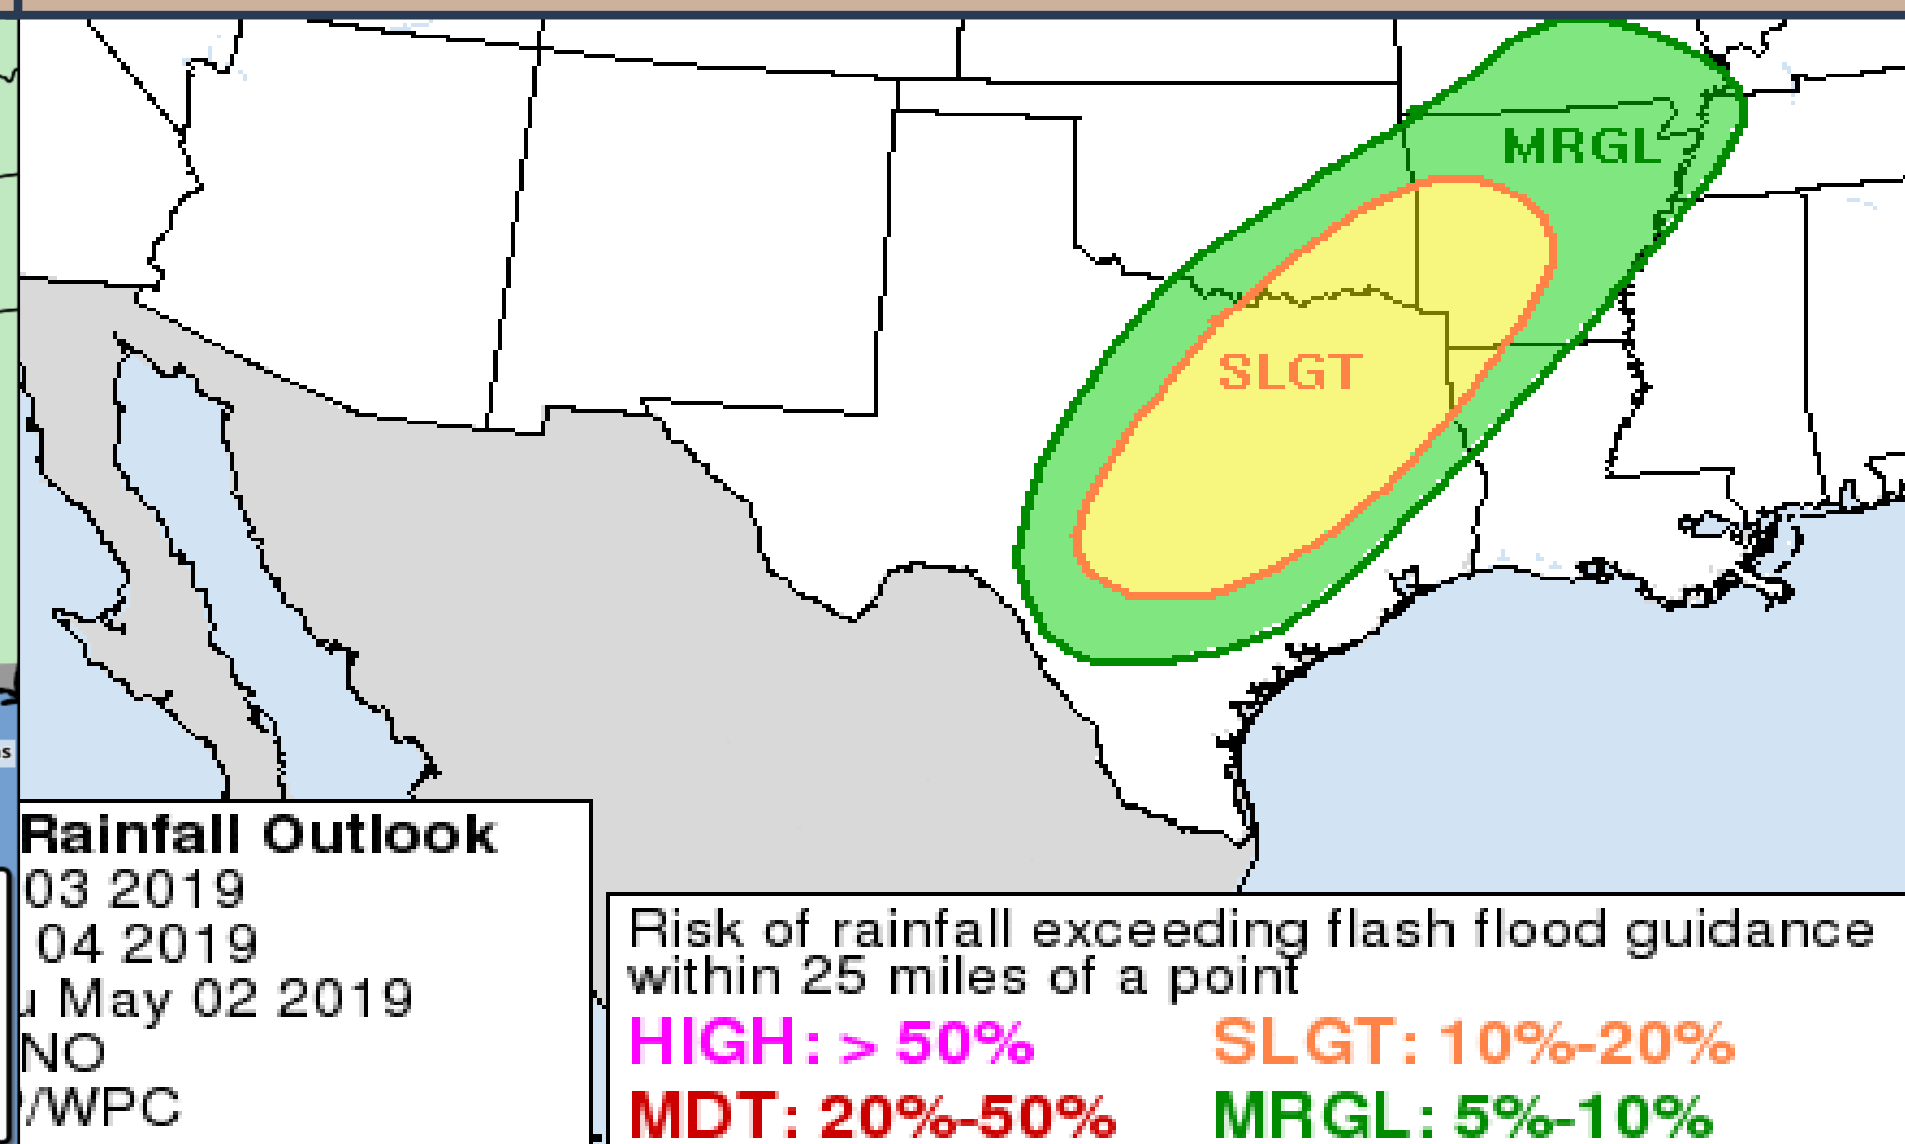 MRGL
SLGT
Rainfall Outlook
03 2019
04 2019
May 02 2019
NO
/WPC
Risk of rainfall exceeding flash flood guidance
within 25 miles of a point
HIGH: > 50%
SLGT: 10%-20%
MDT: 20%-50%
MRGL: 5%-10%